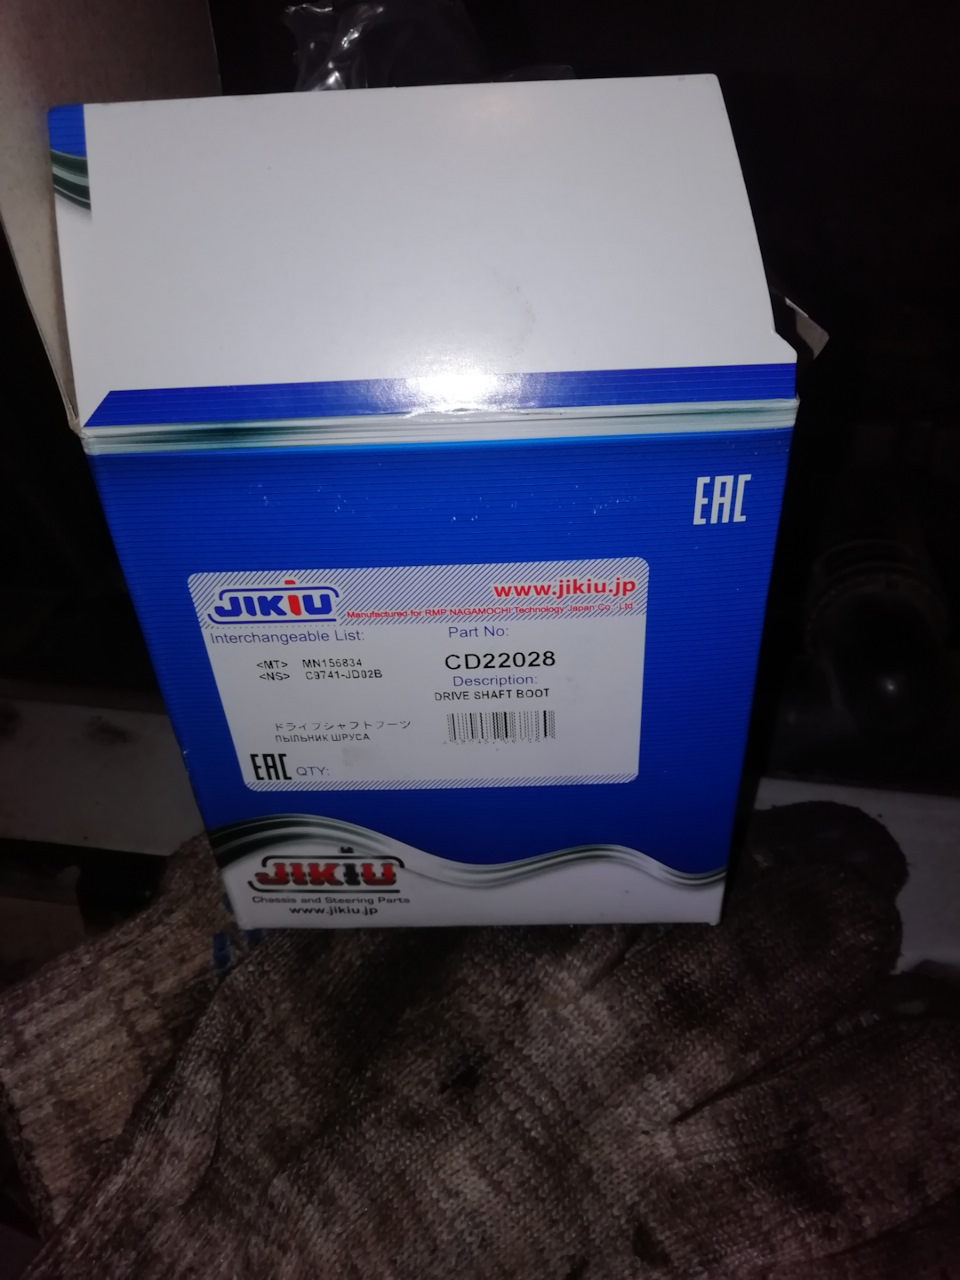 EAC
JIKIU
www.jikiu.jp
Manufactured for RMP NAGAMOCHI Technology Japan Co., Ltd.
Interchangeable List:
Part No:
<MT> MN156834
<NS> C9741-JD02B
CD22028
Description:
DRIVE SHAFT BOOT
ドライブシャフトブーツ
ПЫЛЬНИК ШРУСА
EAC QTY:
JIKIU
Chassis and Steering Parts
www.jikiu.jp